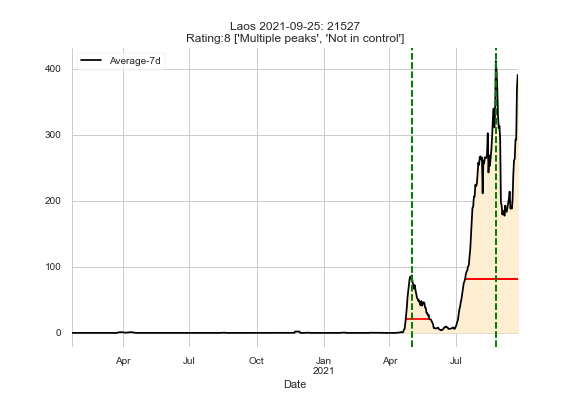 Laos 2021-09-25: 21527
Rating:8 ['Multiple peaks', 'Not in control']
Average-7d
400
300
200
100
0
Apr Jul Oct Jan Apr Jul
2021
Date